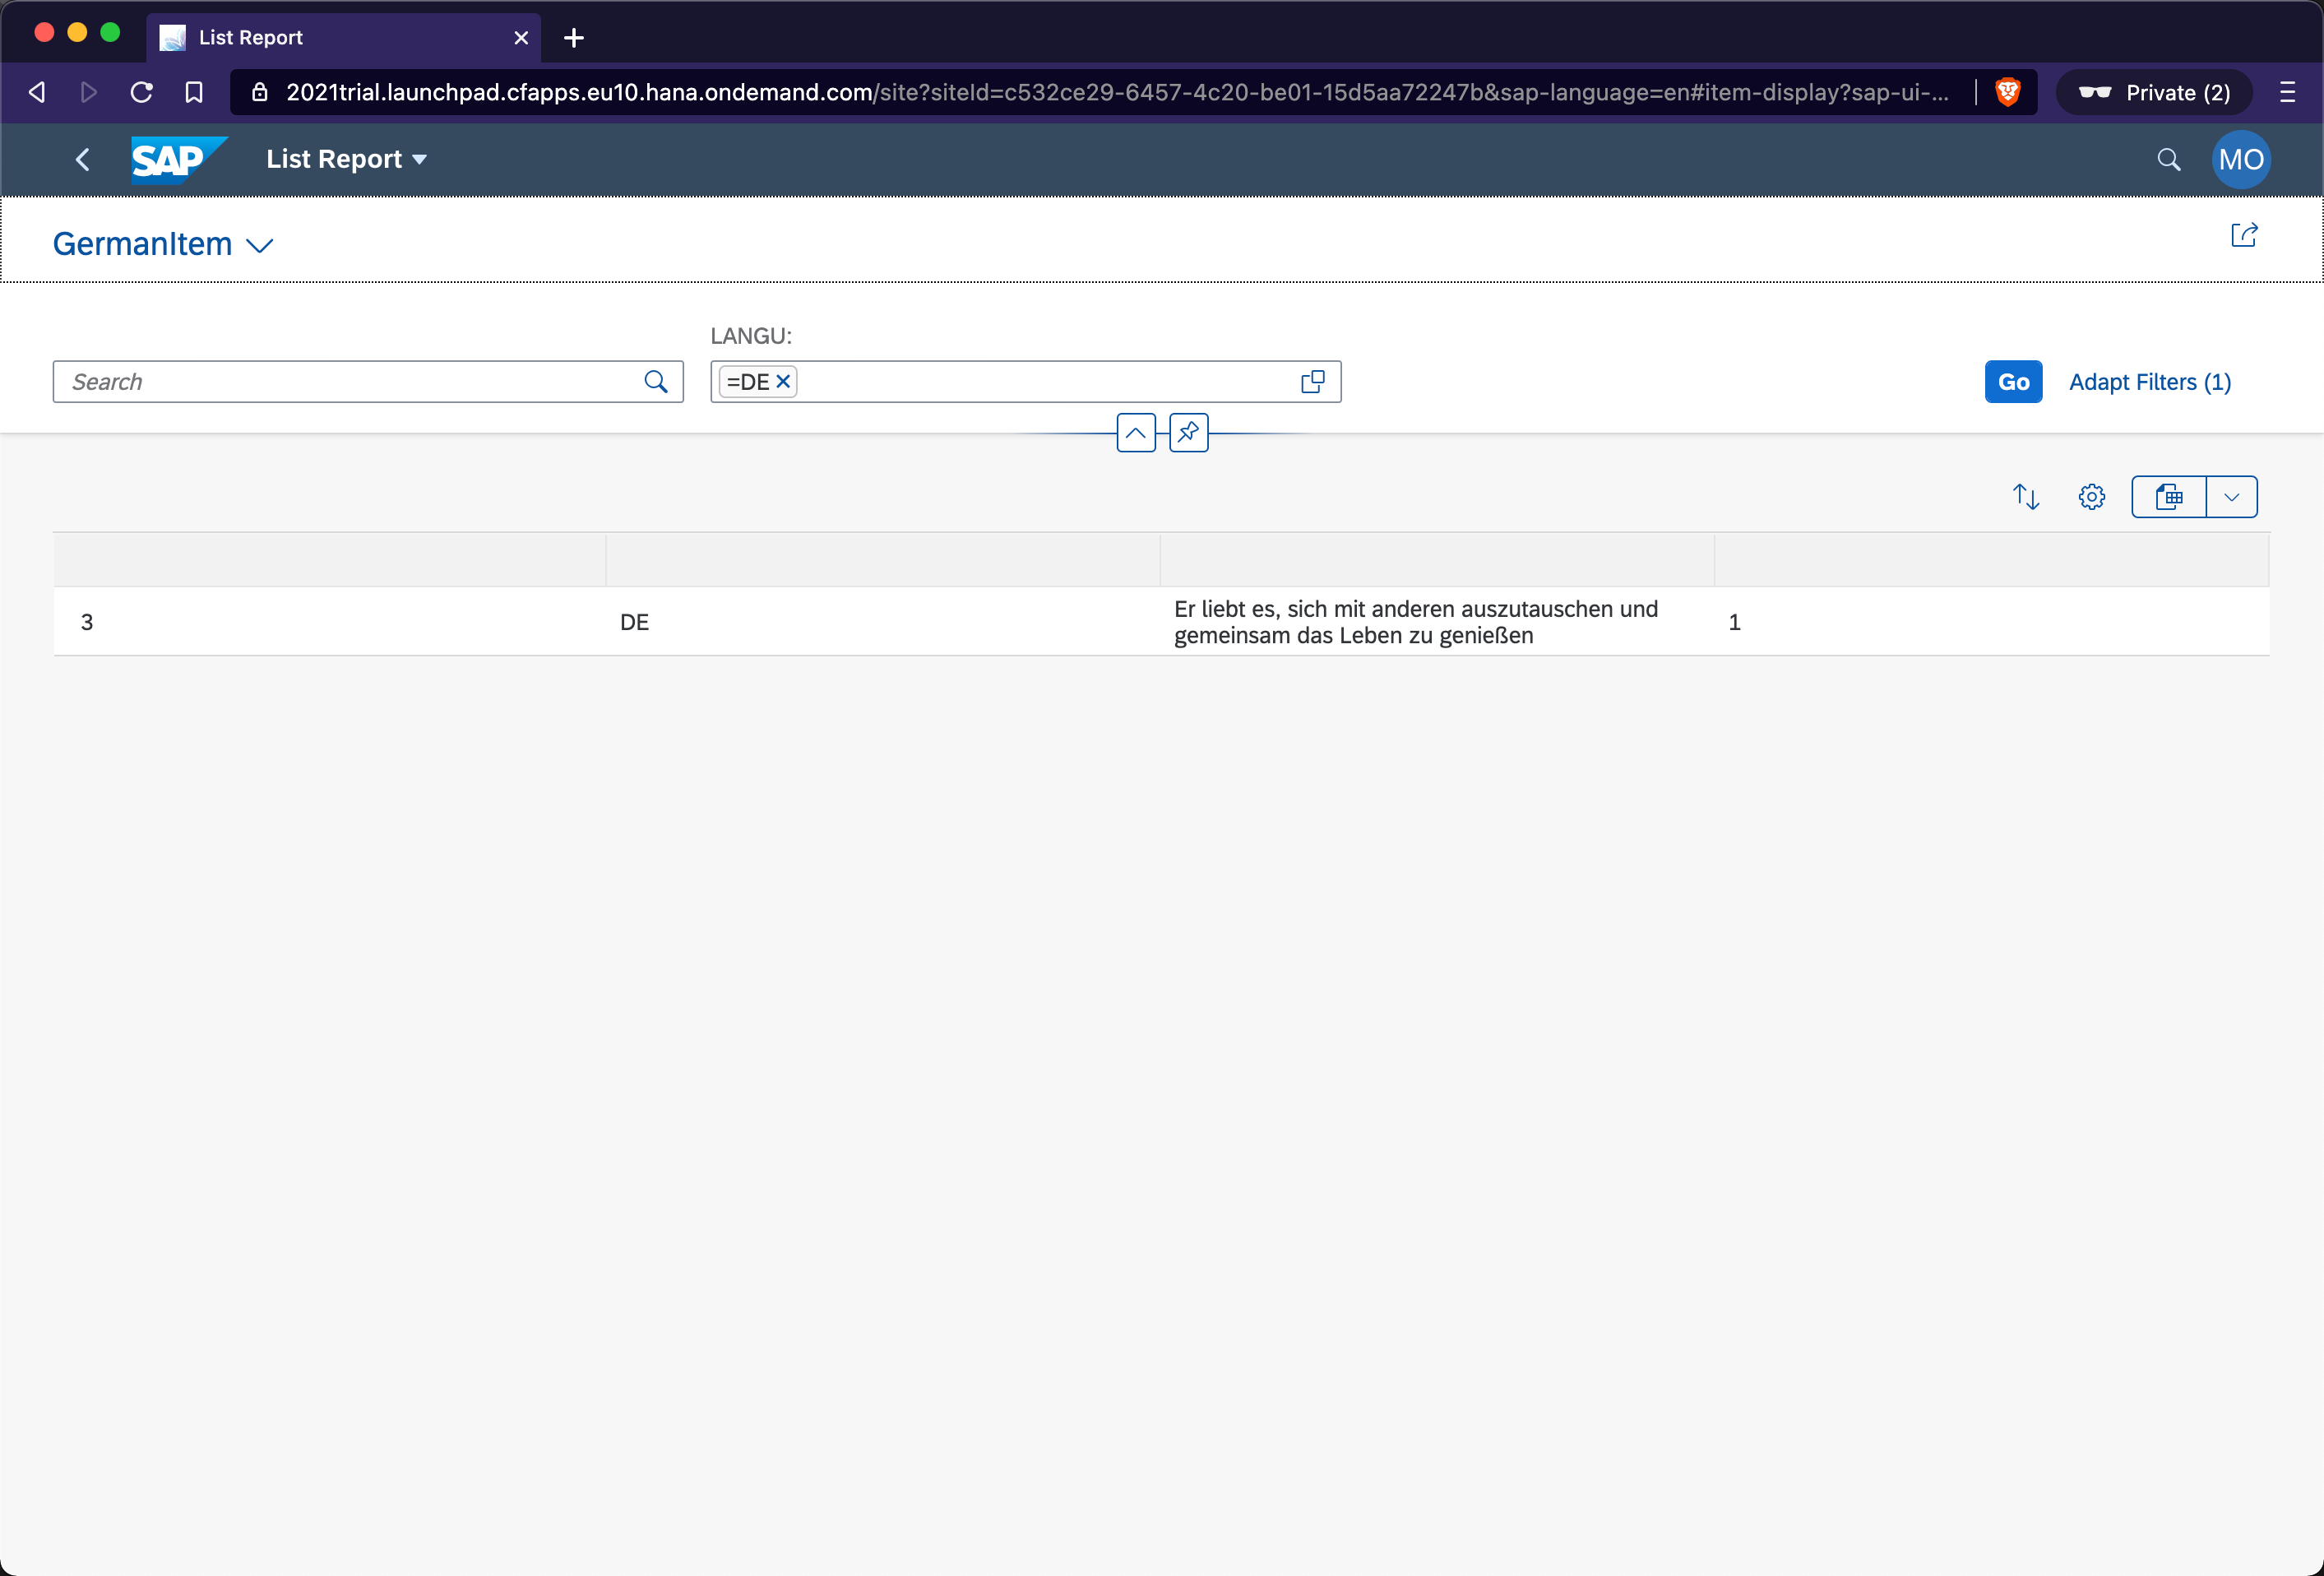 List Report
2021trial.launchpad.cfapps.eu10.hana.ondemand.com/site?siteId=c532ce29-6457-4c20-be01-15d5aa72247b&sap-language=en#item-display?sap-ui-...
Private (2)
SAP
List Report
MO
GermanItem
LANGU:
Search
=DE
Go
Adapt Filters (1)
3
DE
Er liebt es, sich mit anderen auszutauschen und
gemeinsam das Leben zu genießen
1